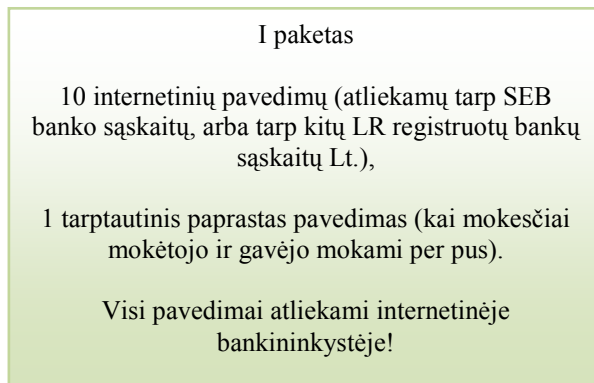 I paketas
10 internetinių pavedimų (atliekamų tarp SEB
banko sąskaitų, arba tarp kitų LR registruotų bankų
sąskaitų Lt.),
1 tarptautinis paprastas pavedimas (kai mokesčiai
mokėtojo ir gavėjo mokami per pus).
Visi pavedimai atliekami internetinėje
bankininkystėje!